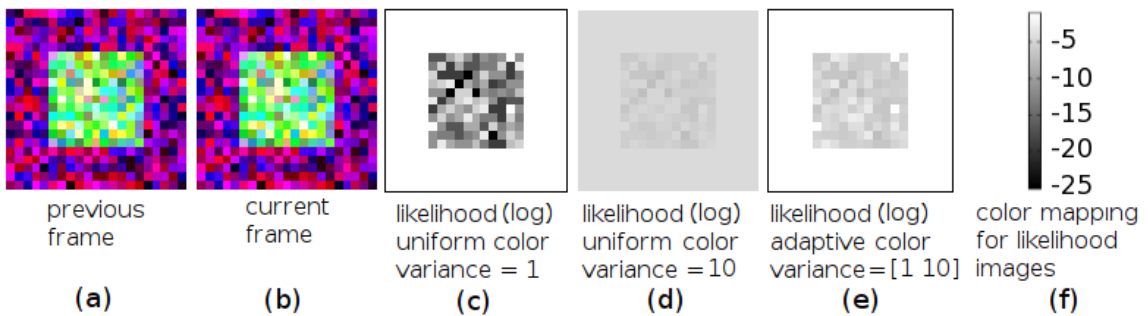 -5
-10
-15
-20
-25
previous
frame
current
frame
likelihood (log)
uniform color
variance = 1
likelihood (log)
uniform color
variance =10
likelihood (log)
adaptive color
variance=[1 10]
color mapping
for likelihood
images
(a)
(b)
(c)
(d)
(e)
(f)